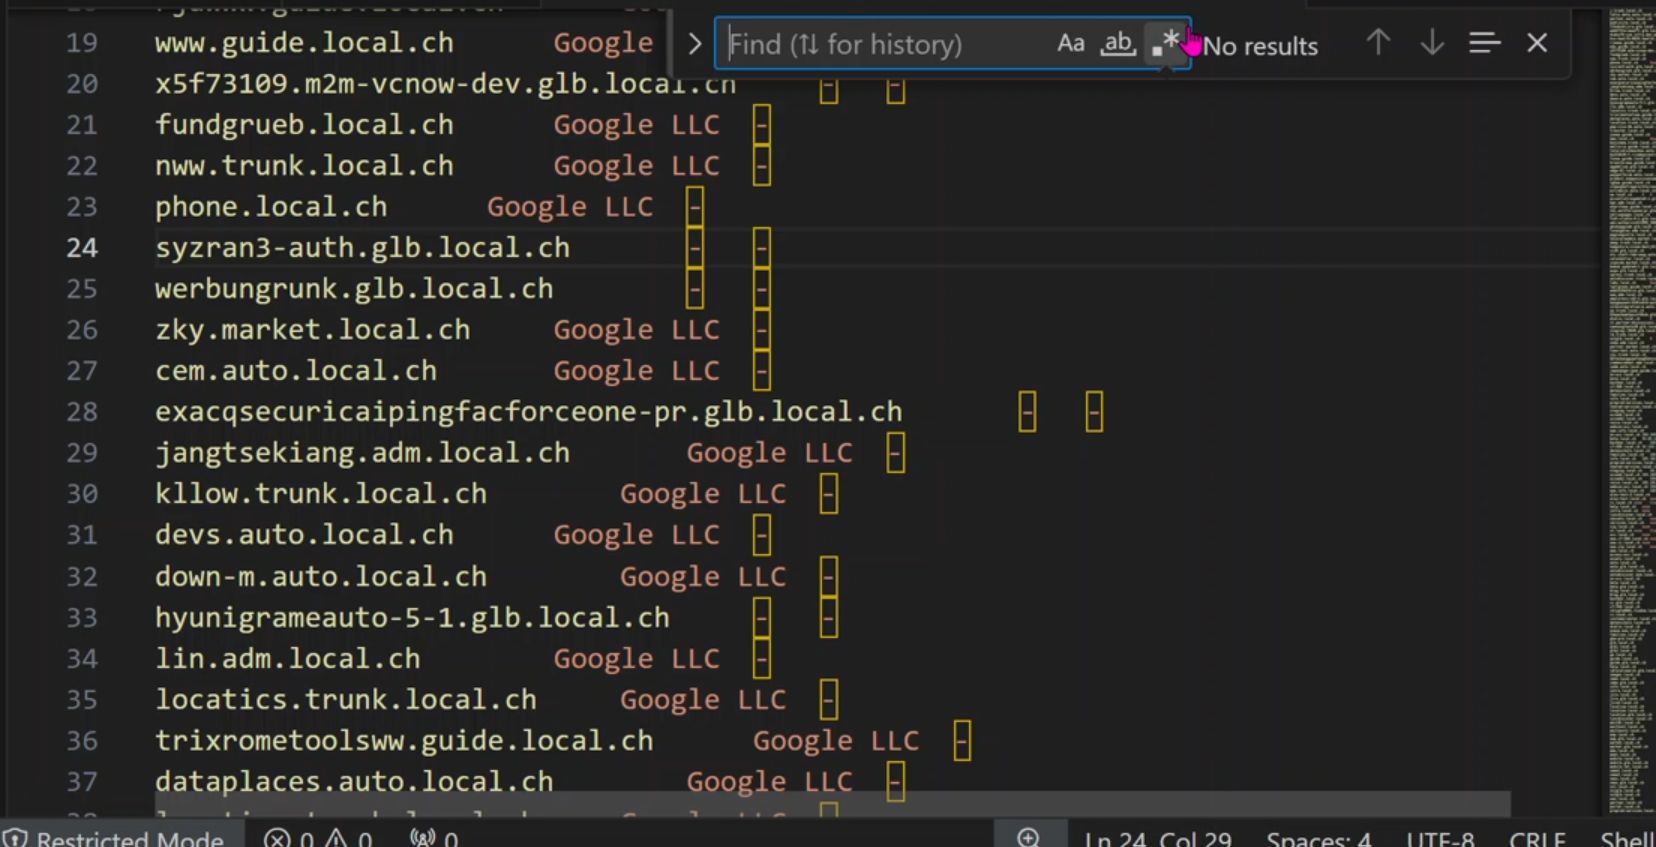 19 www.guide.local.ch Google
Find (⇅ for history) Aa ab .* No results
20 x5f73109.m2m-vcnow-dev.glb.local.ch - -
21 fundgrueb.local.ch Google LLC -
22 nww.trunk.local.ch Google LLC -
23 phone.local.ch Google LLC -
24 syzran3-auth.glb.local.ch - -
25 werbungrunk.glb.local.ch - -
26 zky.market.local.ch Google LLC -
27 cem.auto.local.ch Google LLC -
28 exacqsecuricaipingfacforceone-pr.glb.local.ch - -
29 jangtsekiang.adm.local.ch Google LLC -
30 kllow.trunk.local.ch Google LLC -
31 devs.auto.local.ch Google LLC -
32 down-m.auto.local.ch Google LLC -
33 hyunigrameauto-5-1.glb.local.ch - -
34 lin.adm.local.ch Google LLC -
35 locatics.trunk.local.ch Google LLC -
36 trixrometoolsww.guide.local.ch Google LLC -
37 dataplaces.auto.local.ch Google LLC -
Restricted Mode 0 0 0 Ln 24, Col 29 Spaces: 4 UTF-8 CRLF Shell